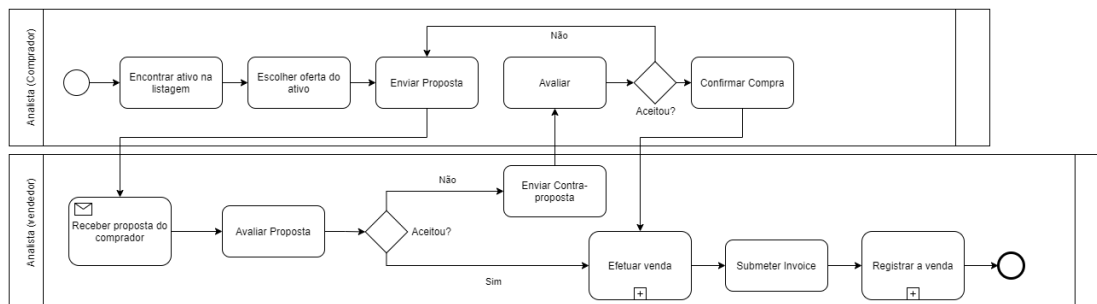 Analista (Comprador)
Encontrar ativo na
listagem
Escolher oferta do
ativo
Enviar Proposta
Não
Avaliar
Aceitou?
Confirmar Compra
Analista (vendedor)
Receber proposta do
comprador
Avaliar Proposta
Aceitou?
Não
Enviar Contra-
proposta
Sim
Efetuar venda
Submeter Invoice
Registrar a venda